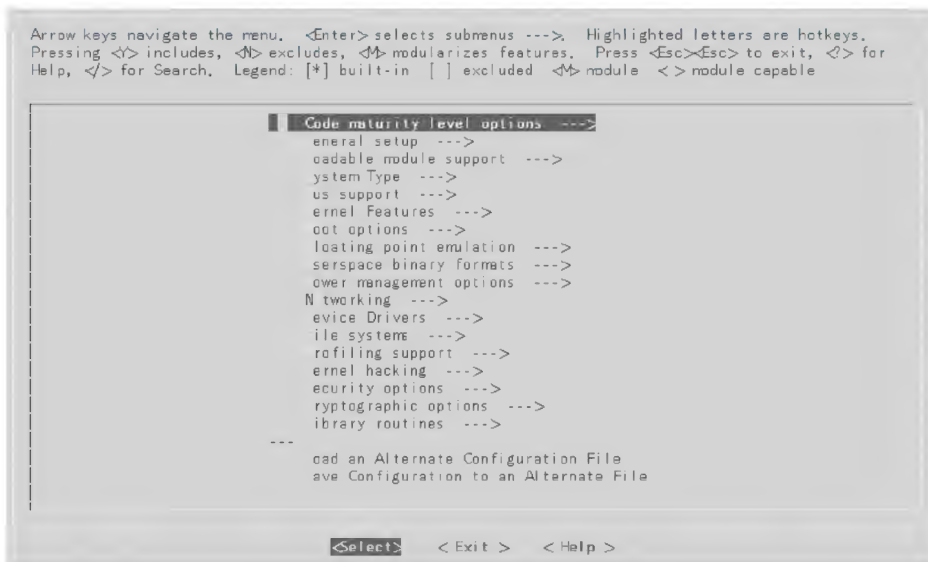 Arrow keys navigate the menu. <Enter> selects submenus --->. Highlighted letters are hotkeys.
Pressing <Y> includes, <N> excludes, <M> modularizes features. Press <Esc><Esc> to exit, <?> for
Help, </> for Search. Legend: [*] built-in [ ] excluded <M> module < > module capable
Code maturity level options --->
eneral setup --->
oadable module support --->
ystem Type --->
us support --->
ernel Features --->
oot options --->
loating point emulation --->
serspace binary formats --->
ower management options --->
N tworking --->
evice Drivers --->
ile systems --->
rofiling support --->
ernel hacking --->
ecurity options --->
ryptographic options --->
ibrary routines --->
---
oad an Alternate Configuration File
ave Configuration to an Alternate File
<Select> < Exit > < Help >